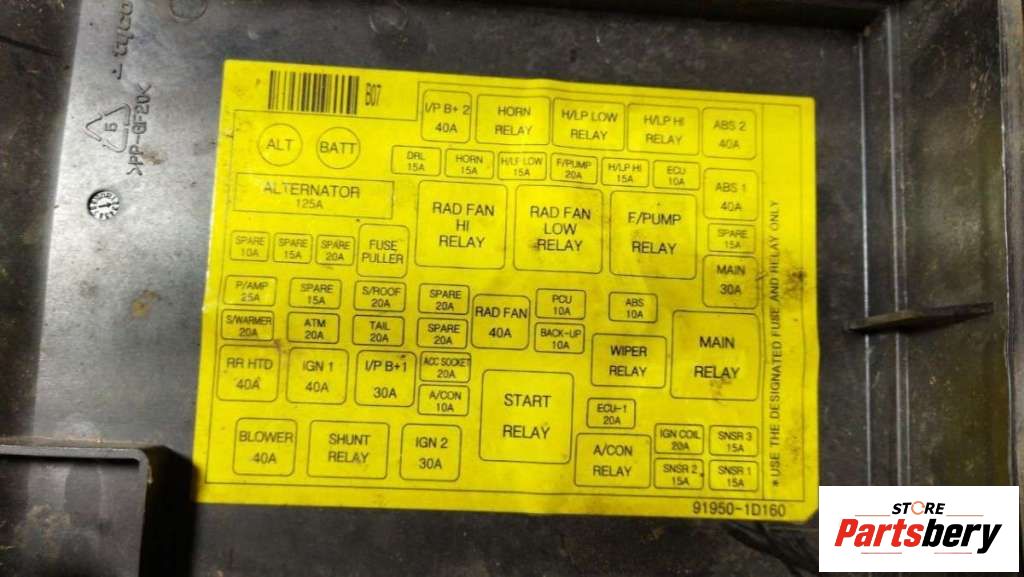 tyco
5
>PP-GF20<
B07
I/P B+ 2
40A
HORN
RELAY
H/LP LOW
RELAY
H/LP HI
RELAY
ABS 2
40A
ALT
BATT
DRL
15A
HORN
15A
H/LP LOW
15A
F/PUMP
20A
H/LP HI
15A
ECU
10A
ABS 1
40A
ALTERNATOR
125A
RAD FAN
HI
RELAY
RAD FAN
LOW
RELAY
F/PUMP
RELAY
SPARE
15A
SPARE
10A
SPARE
15A
SPARE
20A
FUSE
PULLER
MAIN
30A
P/AMP
25A
SPARE
15A
S/ROOF
20A
SPARE
20A
RAD FAN
40A
PCU
10A
ABS
10A
S/WARMER
20A
ATM
20A
TAIL
20A
SPARE
20A
BACK-UP
10A
WIPER
RELAY
MAIN
RELAY
RR HTD
40A
IGN 1
40A
I/P B+1
30A
ACC SOCKET
20A
A/CON
10A
START
RELAY
ECU-1
20A
BLOWER
40A
SHUNT
RELAY
IGN 2
30A
A/CON
RELAY
IGN COIL
20A
SNSR 3
15A
SNSR 2
15A
SNSR 1
15A
* USE THE DESIGNATED FUSE AND RELAY ONLY
91950-1D160
STORE
Partsbery